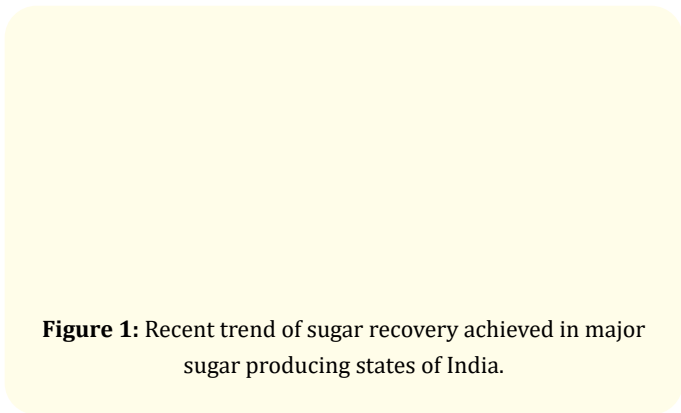 Figure 1: Recent trend of sugar recovery achieved in major
sugar producing states of India.